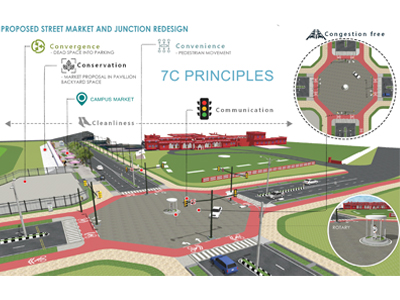 PROPOSED STREET MARKET AND JUNCTION REDESIGN
Convergence
- DEAD SPACE INTO PARKING
Conservation
- MARKET PROPOSAL IN PAVILLION
BACKYARD SPACE
CAMPUS MARKET
Cleanliness
Convenience
- PEDESTRIAN MOVEMENT
7C PRINCIPLES
Communication
Congestion free
ROTARY